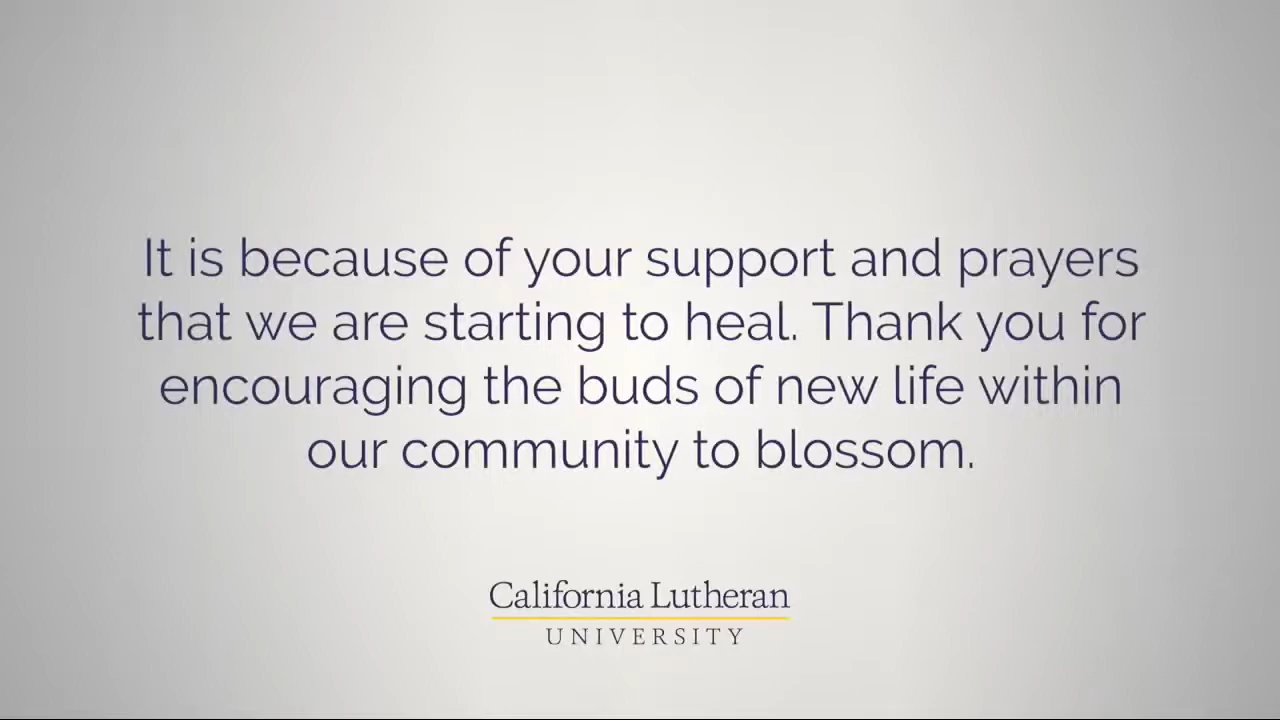 It is because of your support and prayers
that we are starting to heal. Thank you for
encouraging the buds of new life within
our community to blossom.
California Lutheran
UNIVERSITY